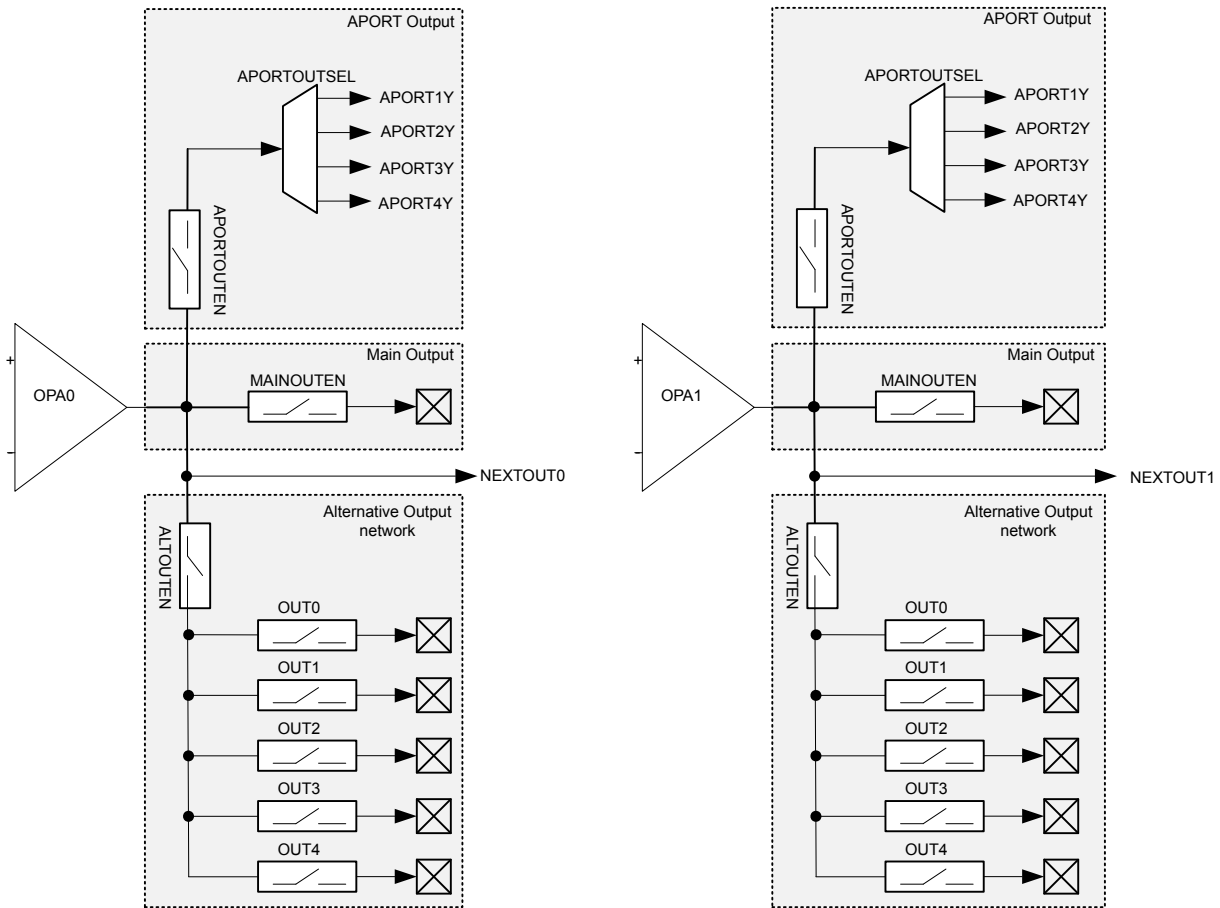 APORT Output
APORTOUTSEL
APORT1Y
APORT2Y
APORT3Y
APORT4Y
APORTOUTEN
Main Output
MAINOUTEN
+
OPA0
-
NEXTOUT0
Alternative Output
network
ALTOUTEN
OUT0
OUT1
OUT2
OUT3
OUT4
APORT Output
APORTOUTSEL
APORT1Y
APORT2Y
APORT3Y
APORT4Y
APORTOUTEN
Main Output
MAINOUTEN
+
OPA1
-
NEXTOUT1
Alternative Output
network
ALTOUTEN
OUT0
OUT1
OUT2
OUT3
OUT4